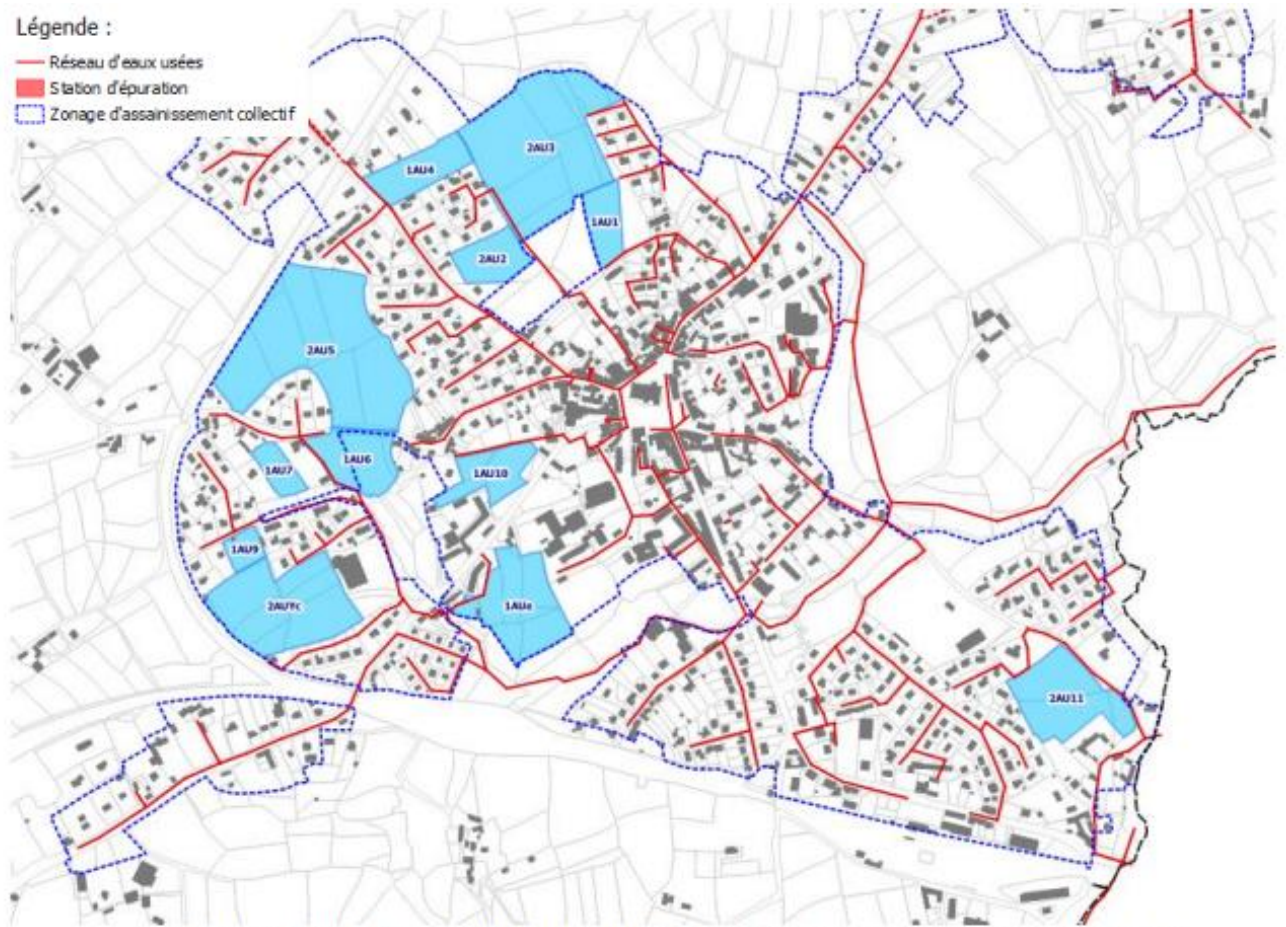 Légende :
Réseau d'eaux usées
Station d'épuration
Zonage d'assainissement collectif
2AU3
1AU4
1AU1
2AU2
2AU5
1AU6
1AU7
1AU10
1AU9
2AUYc
1AUe
2AU11